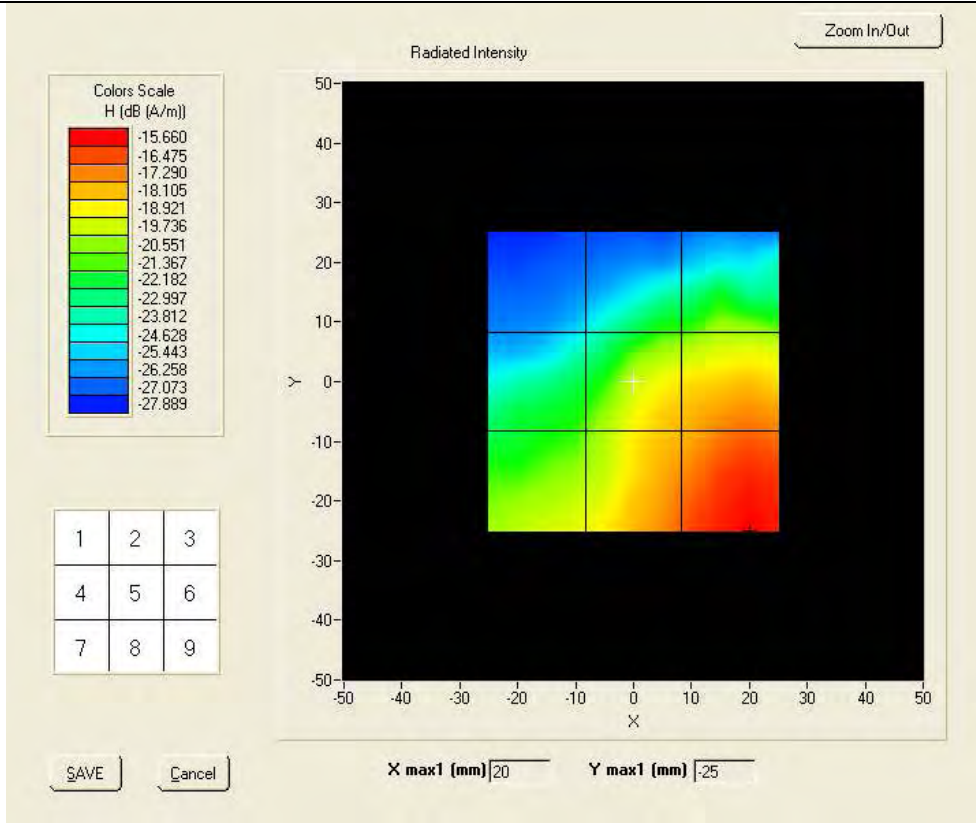 Zoom In/Out
Radiated Intensity
Colors Scale
H (dB (A/m))
-15.660
-16.475
-17.290
-18.105
-18.921
-19.736
-20.551
-21.367
-22.182
-22.997
-23.812
-24.628
-25.443
-26.258
-27.073
-27.889
50
40
30
20
10
Y 0
-10
-20
-30
-40
-50
-50 -40 -30 -20 -10 0 10 20 30 40 50
X
1 2 3
4 5 6
7 8 9
SAVE Cancel
X max1 (mm) 20 Y max1 (mm) -25